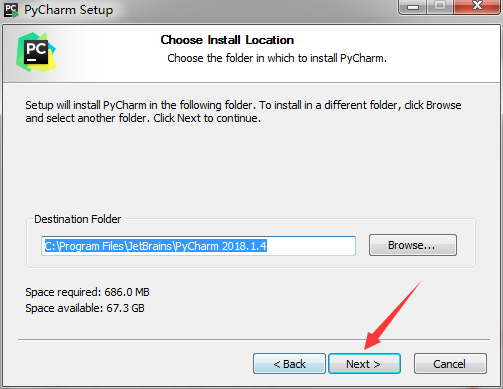 PyCharm Setup
PC
Choose Install Location
Choose the folder in which to install PyCharm.
Setup will install PyCharm in the following folder. To install in a different folder, click Browse
and select another folder. Click Next to continue.
Destination Folder
C:\Program Files\JetBrains\PyCharm 2018.1.4
Browse...
Space required: 686.0 MB
Space available: 67.3 GB
< Back
Next >
Cancel